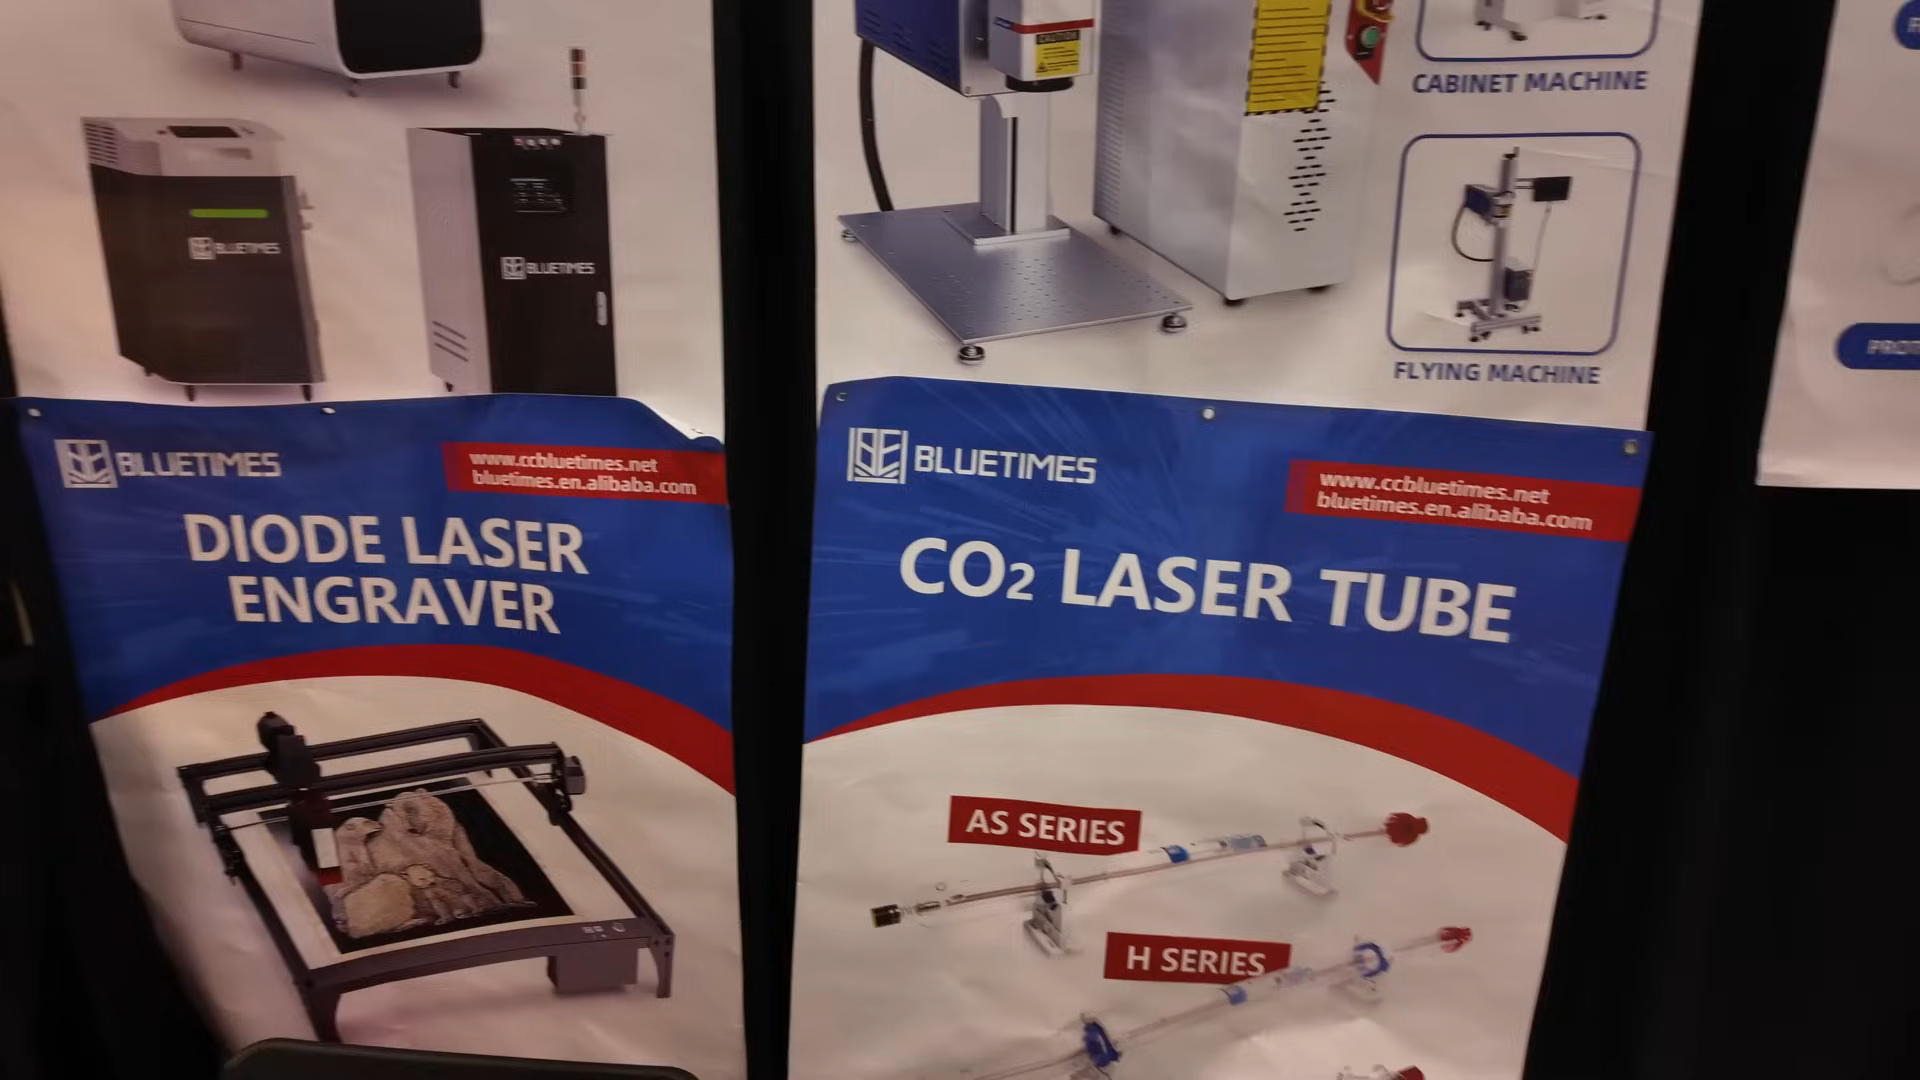 BLUETIMES
BLUETIMES
BLUETIMES
www.ccbluetimes.net
bluetimes.en.alibaba.com
DIODE LASER
ENGRAVER
CAUTION
CABINET MACHINE
FLYING MACHINE
BLUETIMES
www.ccbluetimes.net
bluetimes.en.alibaba.com
CO2 LASER TUBE
AS SERIES
H SERIES